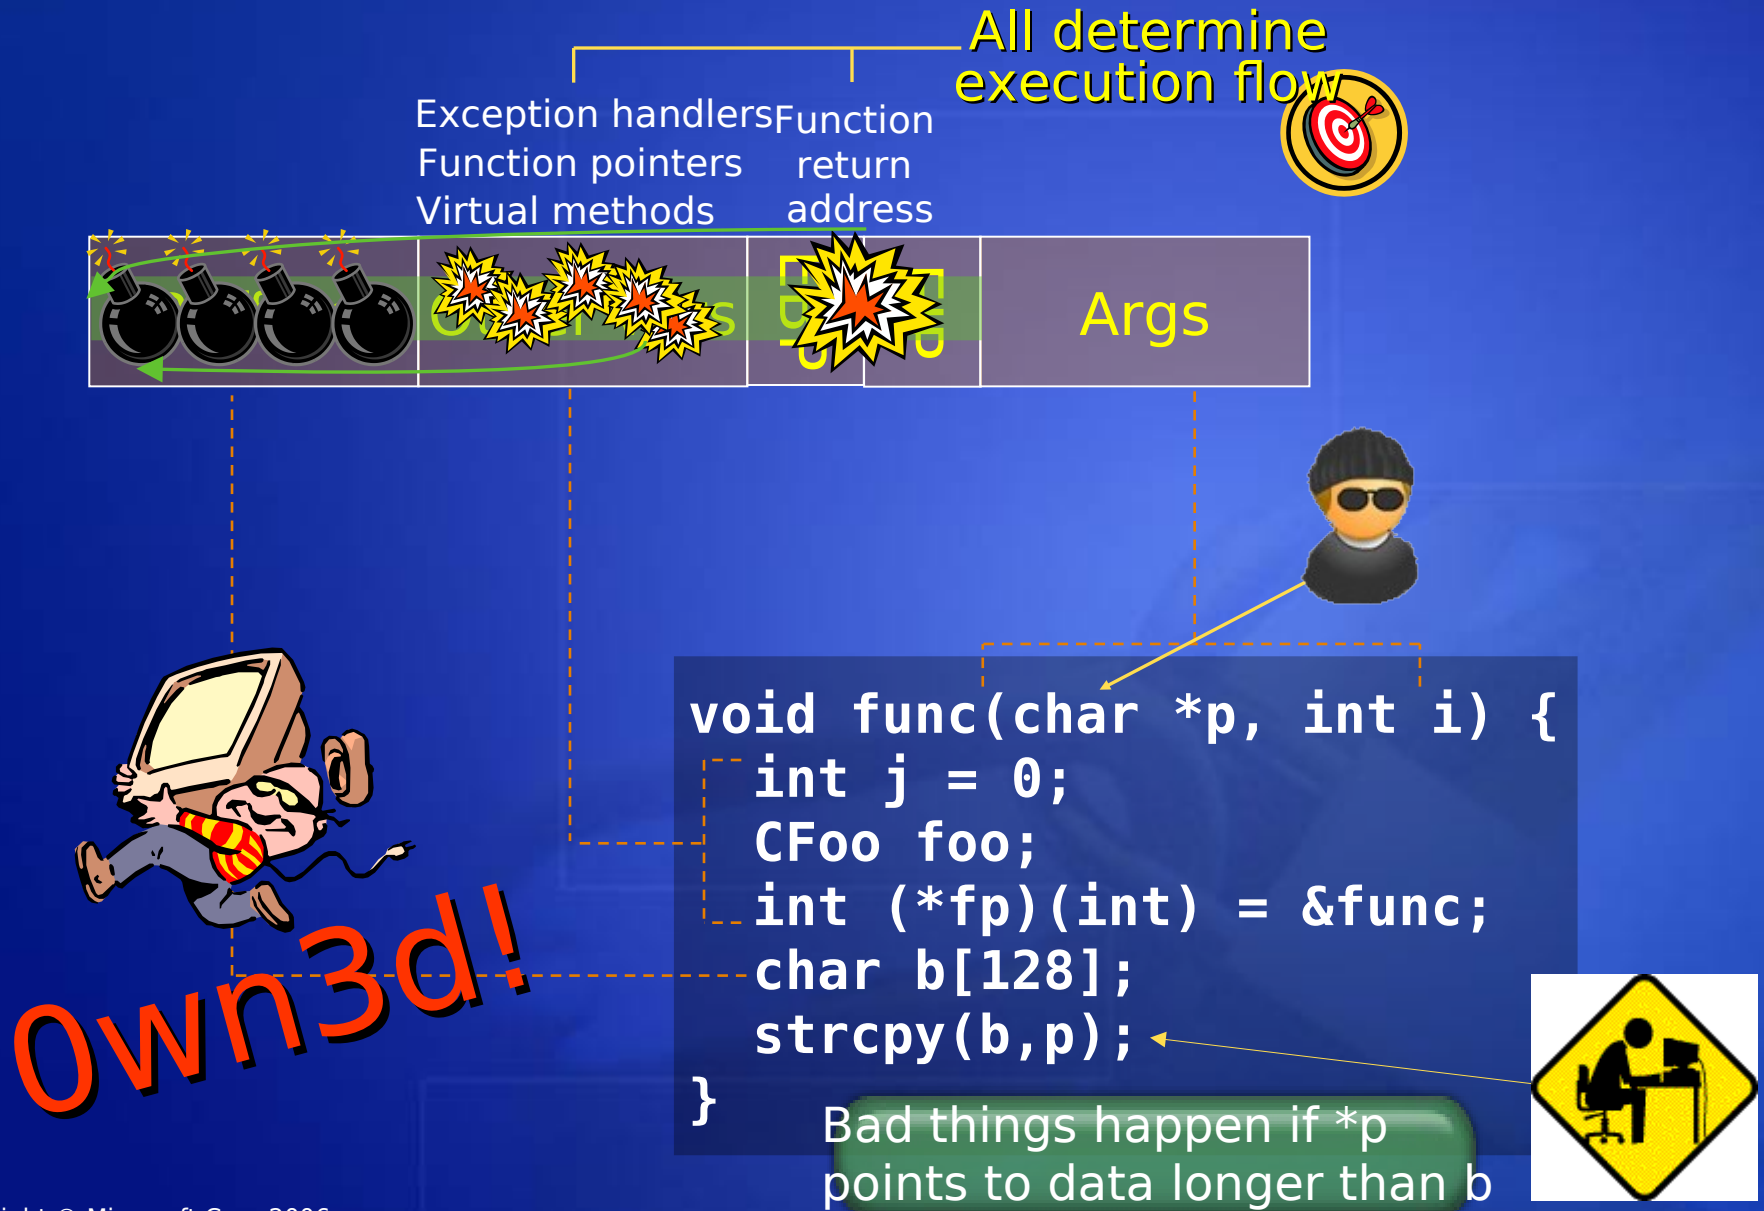 All determine
execution flow
Exception handlers
Function pointers
Virtual methods
Function
return
address
Args
void func(char *p, int i) {
int j = 0;
CFoo foo;
int (*fp)(int) = &func;
char b[128];
strcpy(b,p);
}
0wn3d!
Bad things happen if *p
points to data longer than b